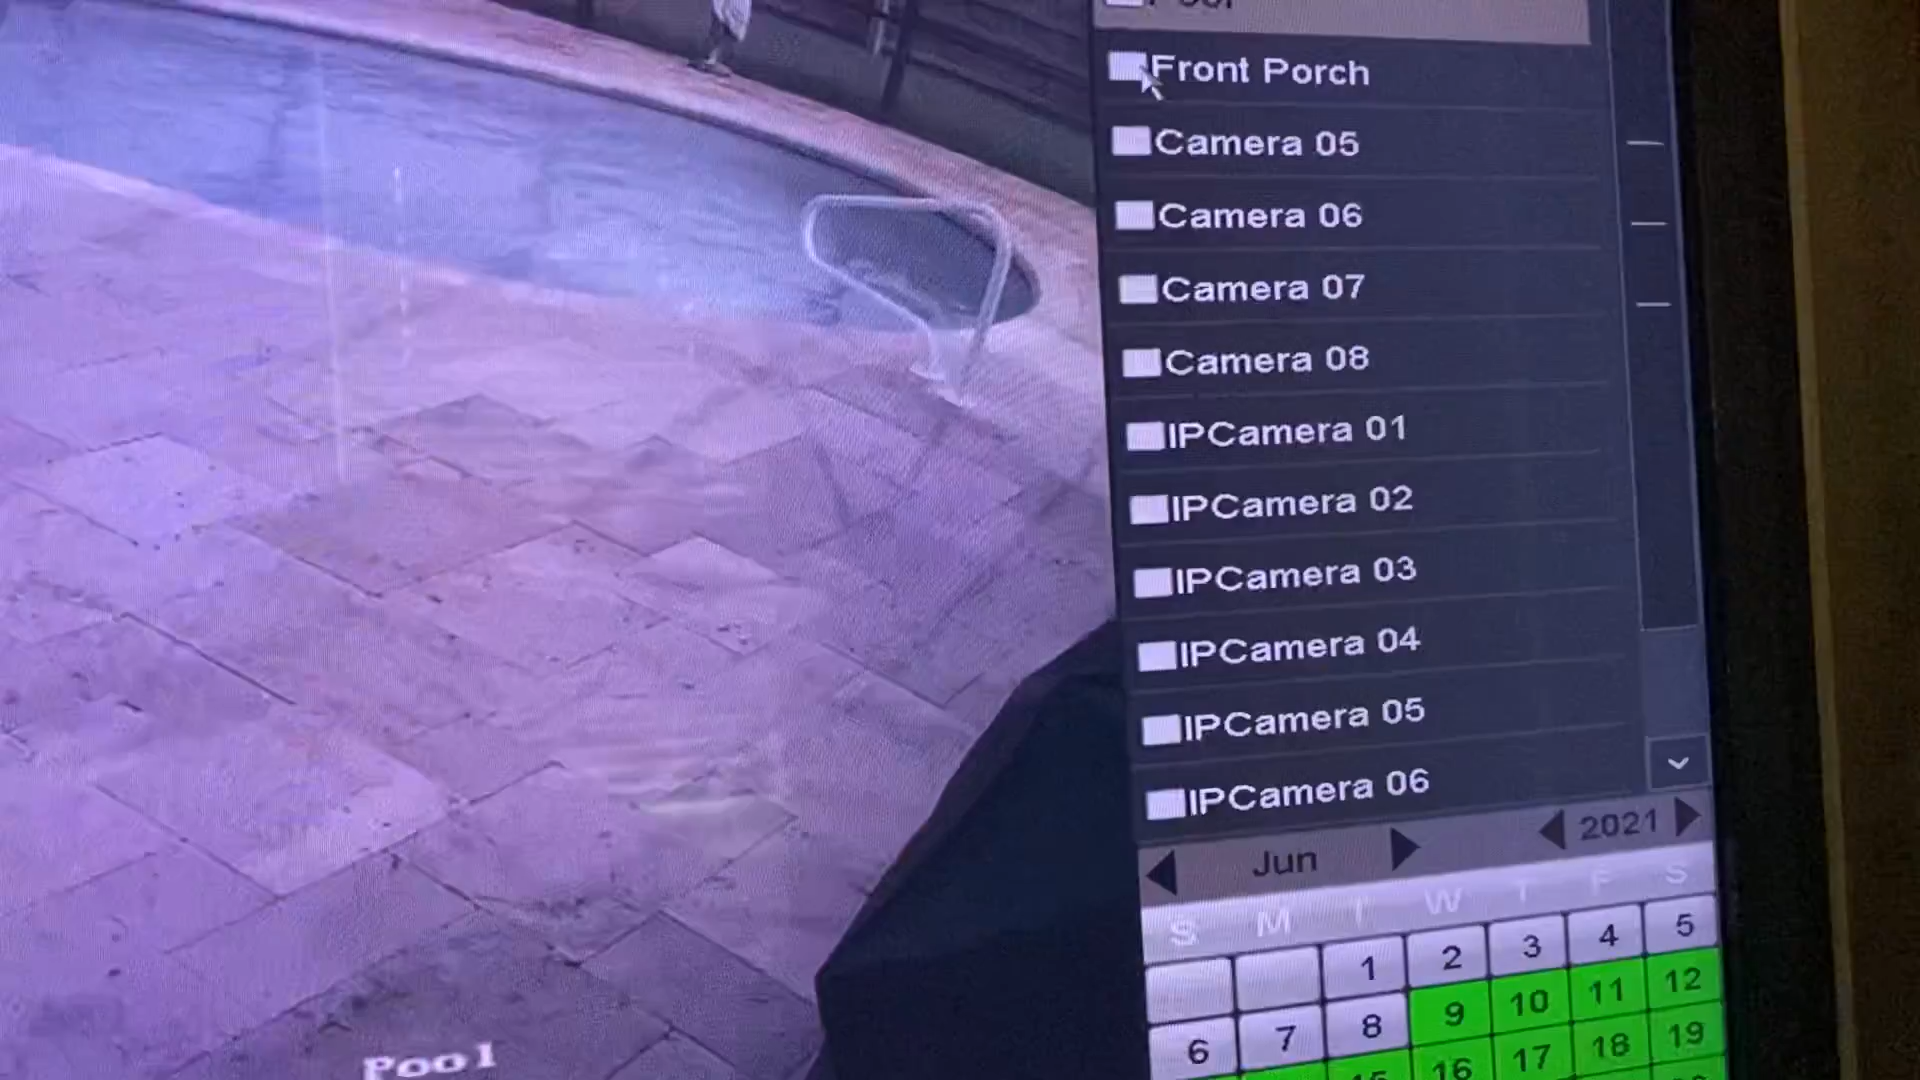 Pool
Front Porch
Camera 05
Camera 06
Camera 07
Camera 08
IPCamera 01
IPCamera 02
IPCamera 03
IPCamera 04
IPCamera 05
IPCamera 06
Jun 2021
S M T W T F S
1 2 3 4 5
6 7 8 9 10 11 12
15 16 17 18 19
Pool